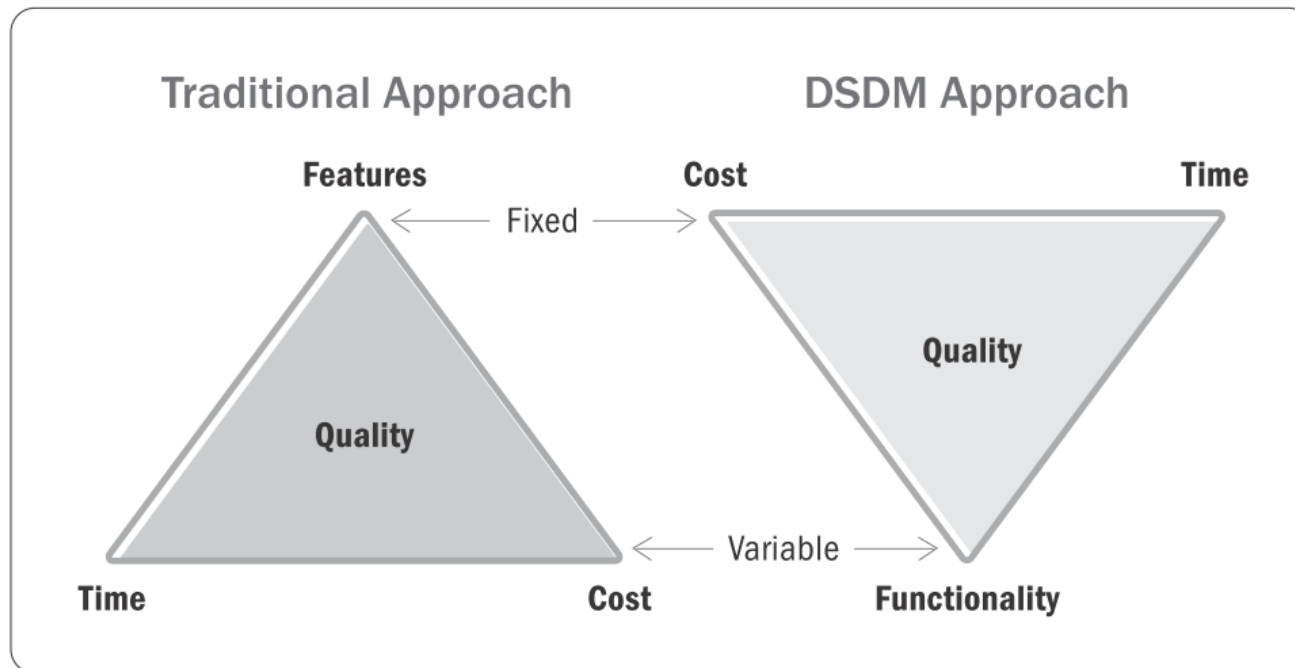 Traditional Approach
DSDM Approach
Features
Cost
Time
Fixed
Quality
Quality
Variable
Time
Cost
Functionality